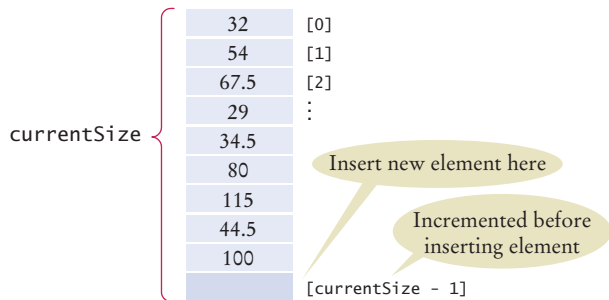 32 [0]
54 [1]
67.5 [2]
29 ⋮
currentSize
34.5
80
Insert new element here
115
44.5
Incremented before
inserting element
100
[currentSize - 1]